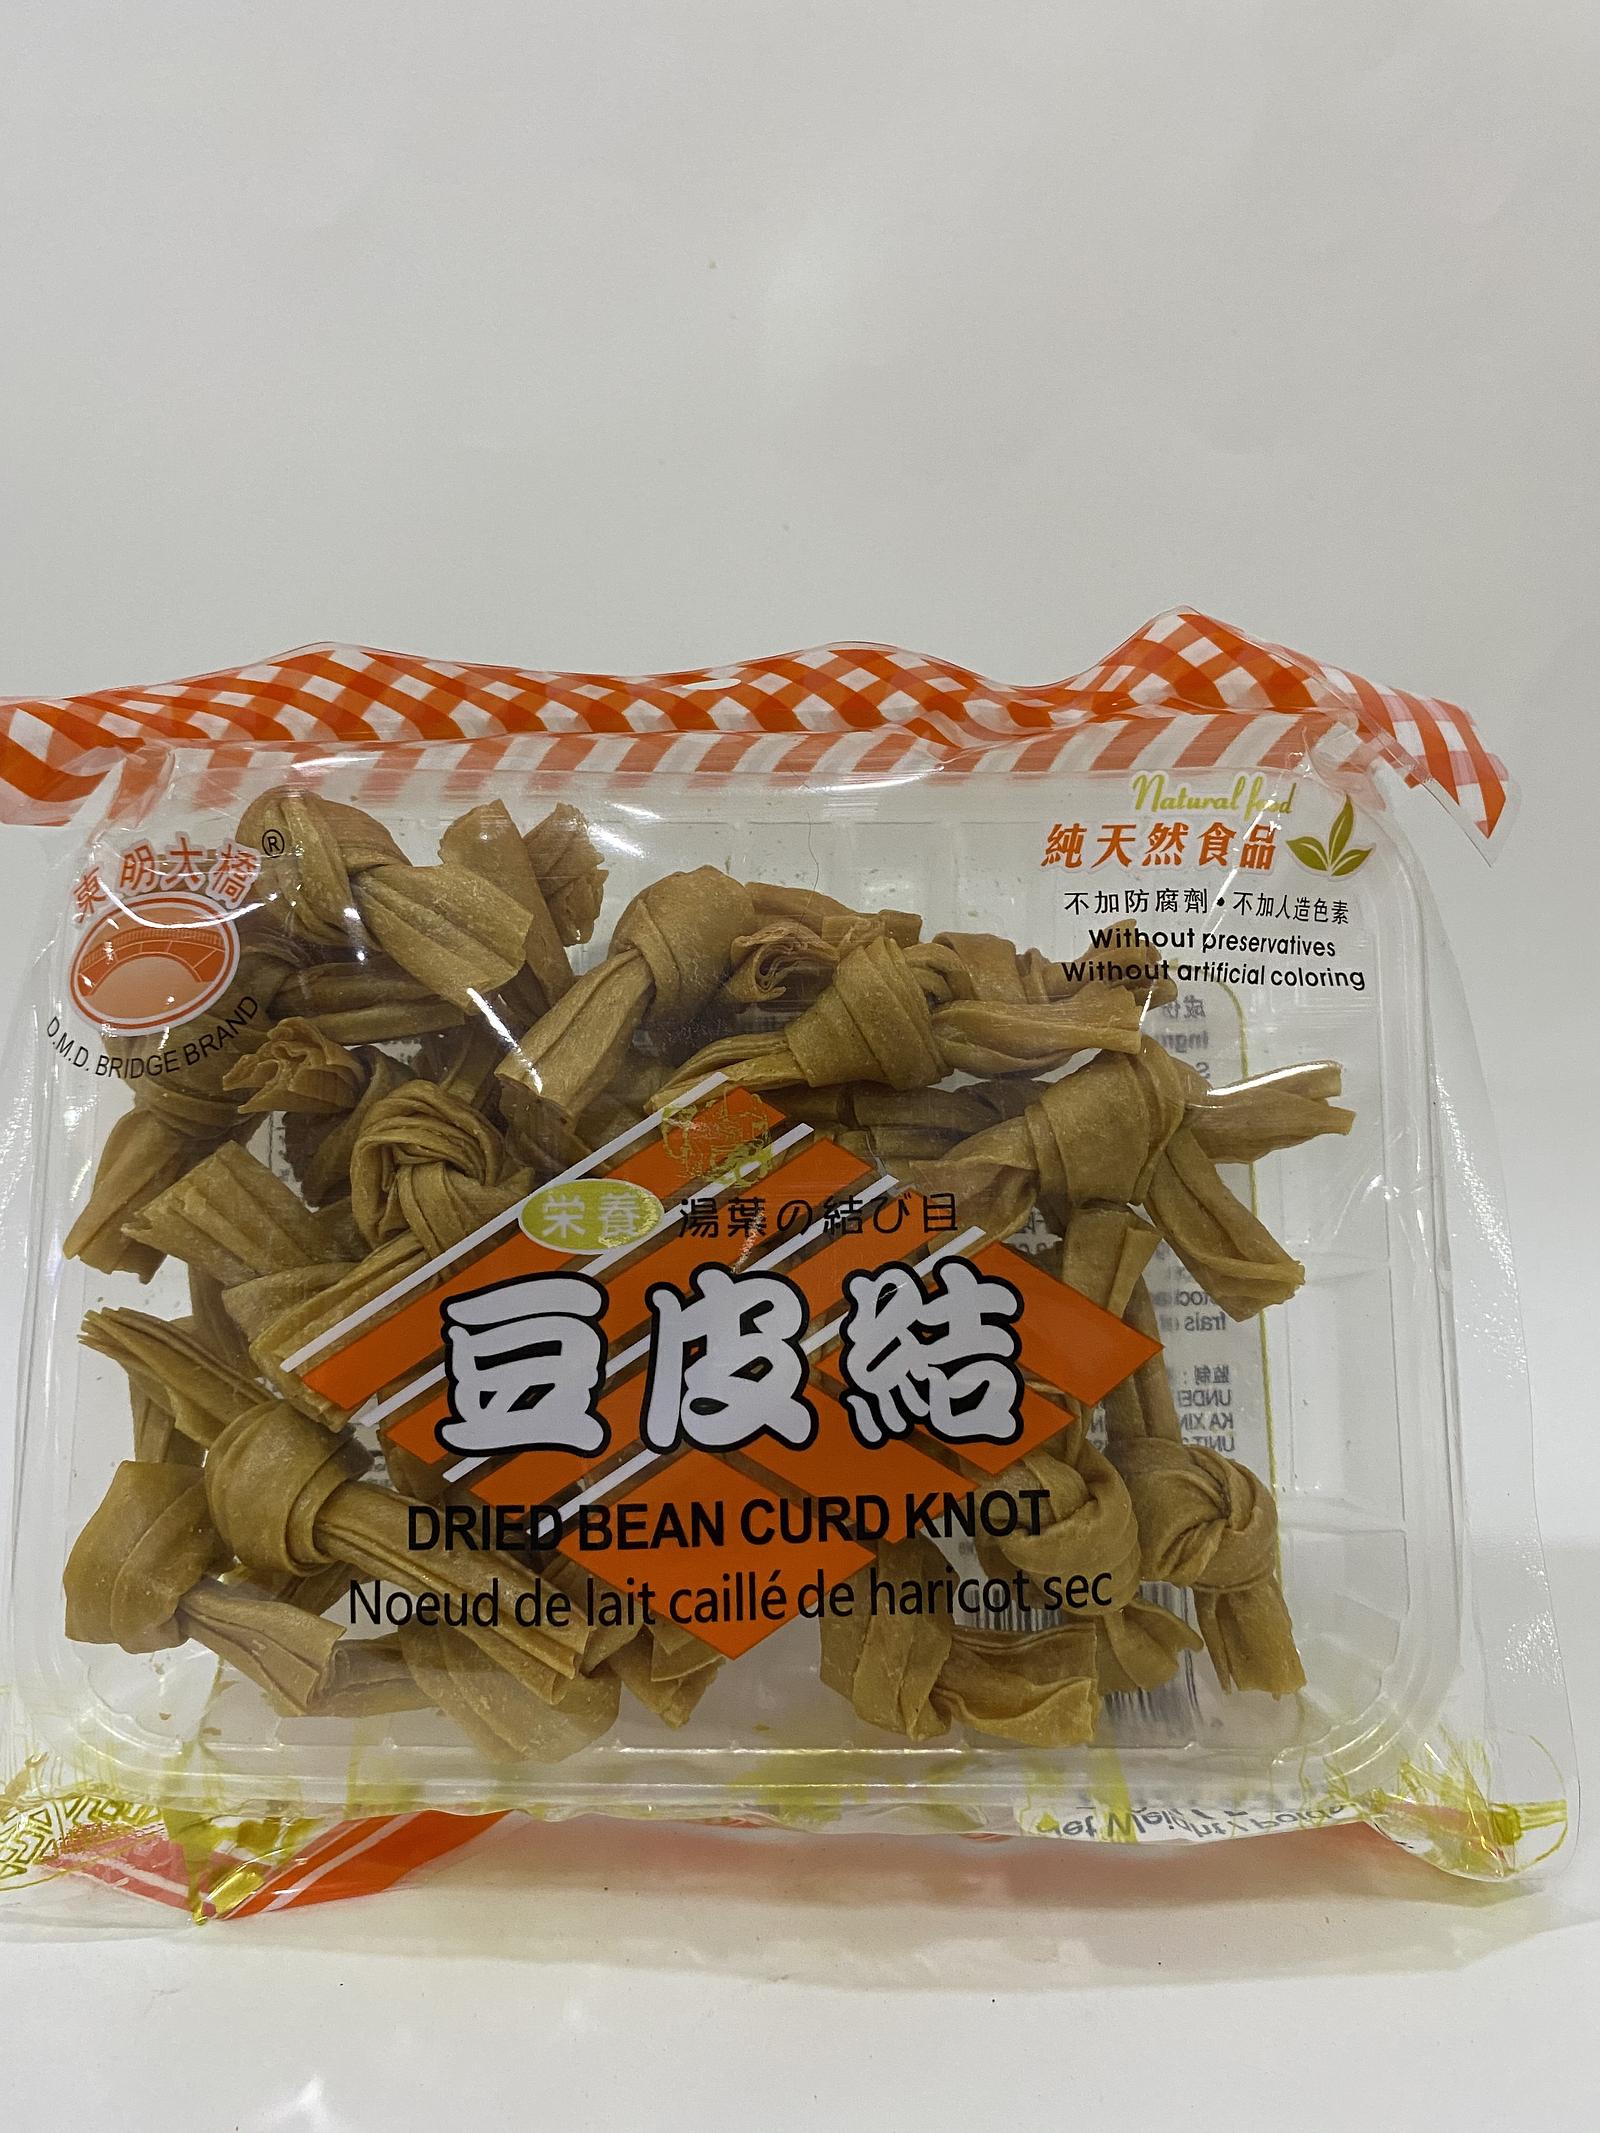 東明大橋®
D.M.D. BRIDGE BRAND
Natural food
純天然食品
不加防腐劑・不加人造色素
Without preservatives
Without artificial coloring
栄養 湯葉の結び目
豆皮結
DRIED BEAN CURD KNOT
Noeud de lait caillé de haricot sec